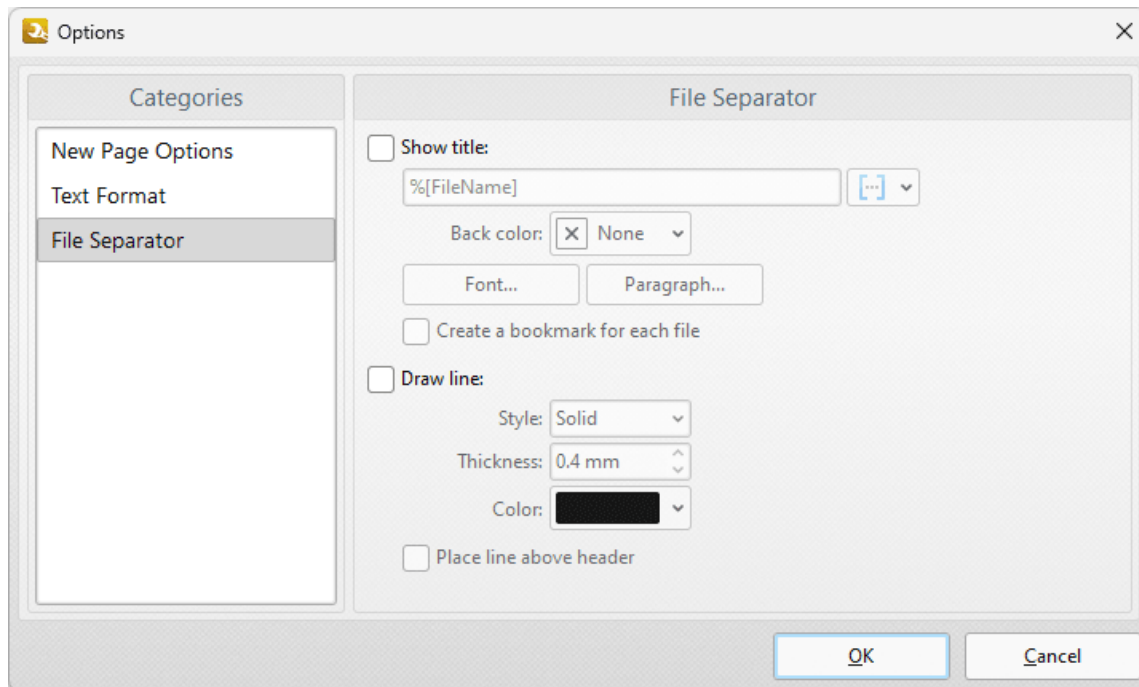 Options
Categories
New Page Options
Text Format
File Separator
File Separator
Show title:
%[FileName]
Back color: None
Font... Paragraph...
Create a bookmark for each file
Draw line:
Style: Solid
Thickness: 0.4 mm
Color:
Place line above header
OK Cancel